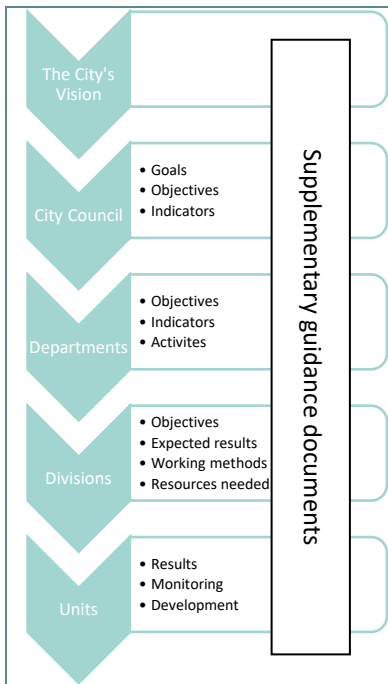 The City's
Vision
City Council
• Goals
• Objectives
• Indicators
Departments
• Objectives
• Indicators
• Activites
Divisions
• Objectives
• Expected results
• Working methods
• Resources needed
Units
• Results
• Monitoring
• Development
Supplementary guidance documents